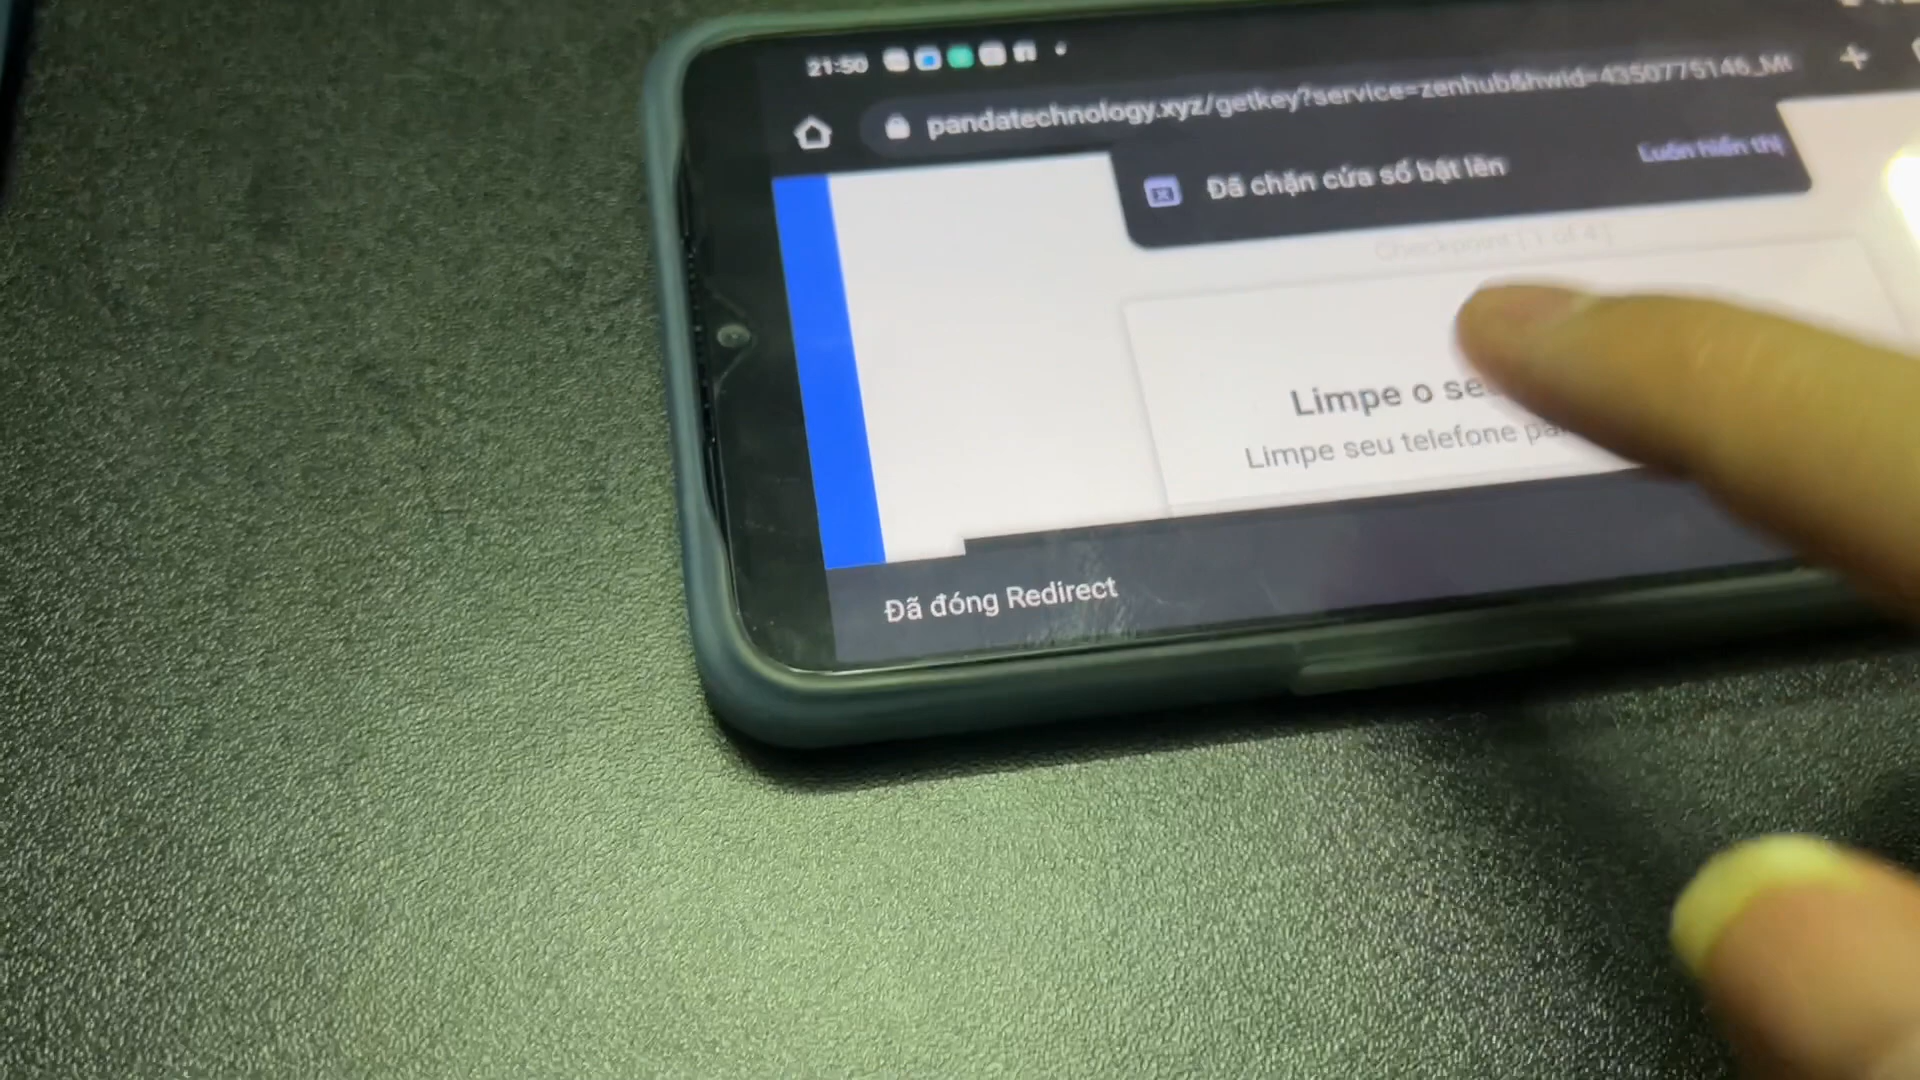 21:50
pandatechnology.xyz/getkey?service=zenhub&hwid=4350775146_M
Đã chặn cửa sổ bật lên
Luôn hiển thị
Checkpoint [ 1 of 4 ]
Limpe o se
Limpe seu telefone pa
Đã đóng Redirect